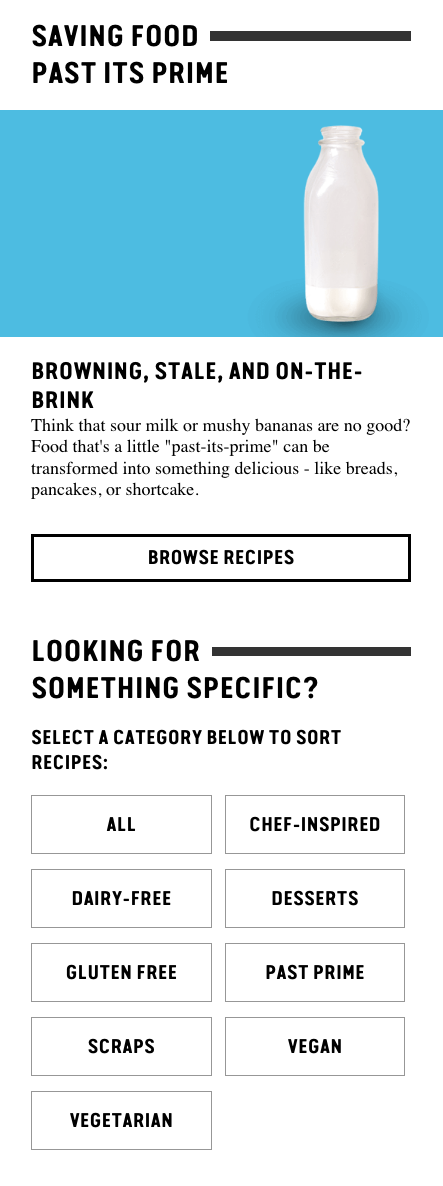 SAVING FOOD
PAST ITS PRIME
BROWNING, STALE, AND ON-THE-
BRINK
Think that sour milk or mushy bananas are no good?
Food that's a little "past-its-prime" can be
transformed into something delicious - like breads,
pancakes, or shortcake.
BROWSE RECIPES
LOOKING FOR
SOMETHING SPECIFIC?
SELECT A CATEGORY BELOW TO SORT
RECIPES:
ALL
CHEF-INSPIRED
DAIRY-FREE
DESSERTS
GLUTEN FREE
PAST PRIME
SCRAPS
VEGAN
VEGETARIAN